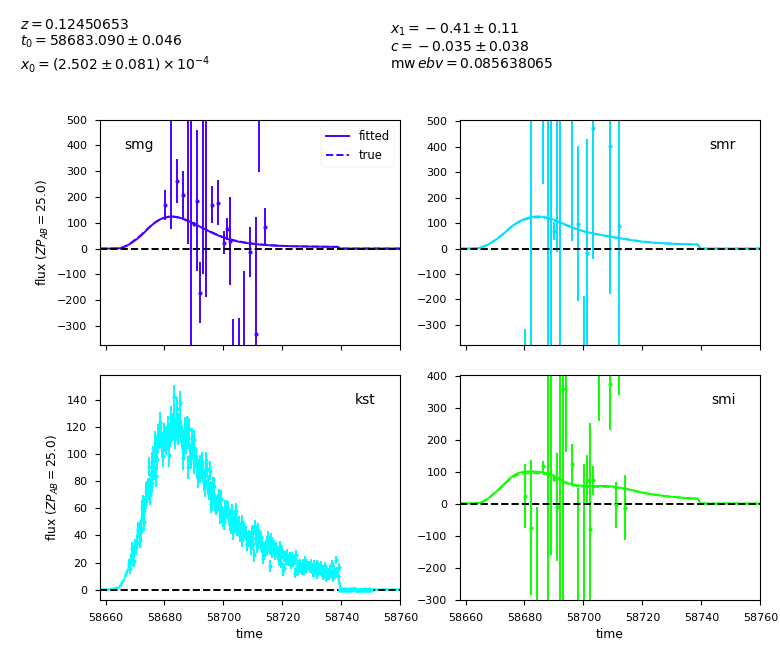 z = 0.12450653
t₀ = 58683.090 ± 0.046
x₀ = (2.502 ± 0.081) × 10⁻⁴
x₁ = −0.41 ± 0.11
c = −0.035 ± 0.038
mw ebv = 0.085638065
500
400
300
200
100
0
−100
−200
−300
flux (ZP_AB = 25.0)
smg
fitted
true
500
400
300
200
100
0
−100
−200
−300
smr
140
120
100
80
60
40
20
0
flux (ZP_AB = 25.0)
kst
58660
58680
58700
58720
58740
58760
time
400
300
200
100
0
−100
−200
−300
smi
58660
58680
58700
58720
58740
58760
time